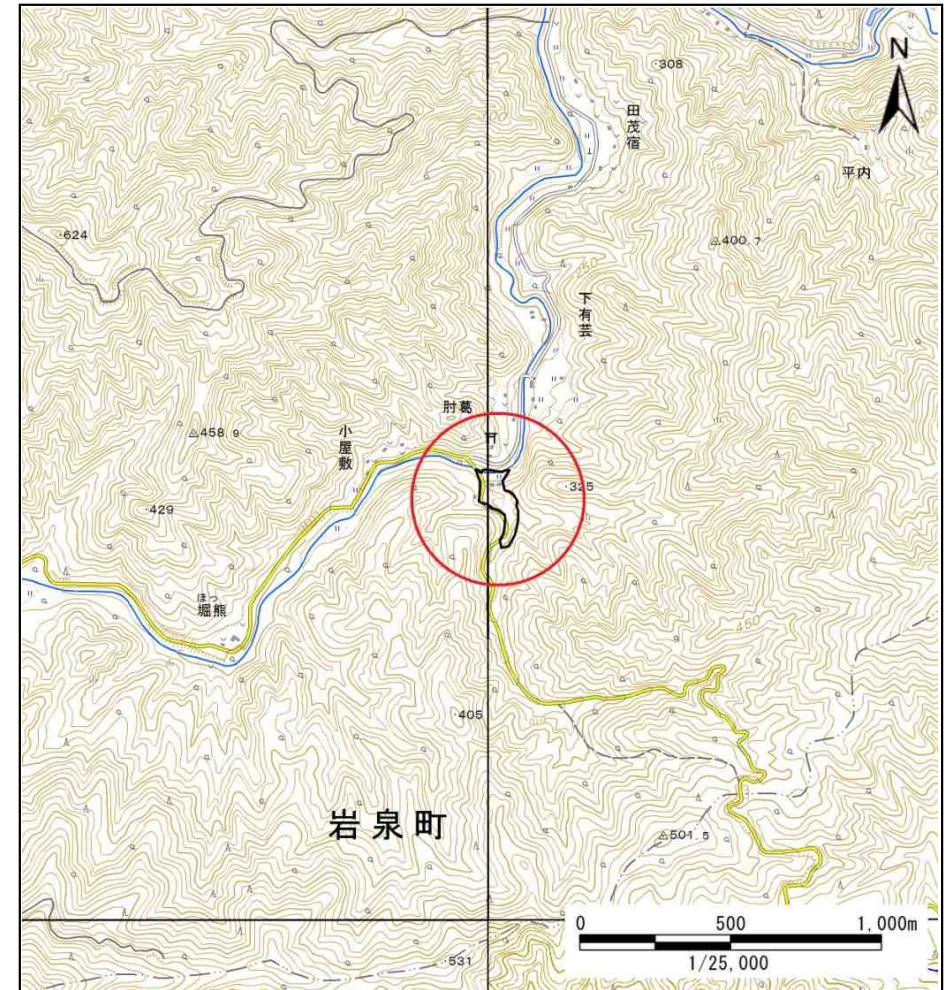 N
・308
田茂宿
平内
・624
400.7
250
下有芸
肘葛
小屋敷
458.9
・325
・429
ほっ
堀熊
450
・405
岩泉町
501.5
0 500 1,000m
1/25,000
・531